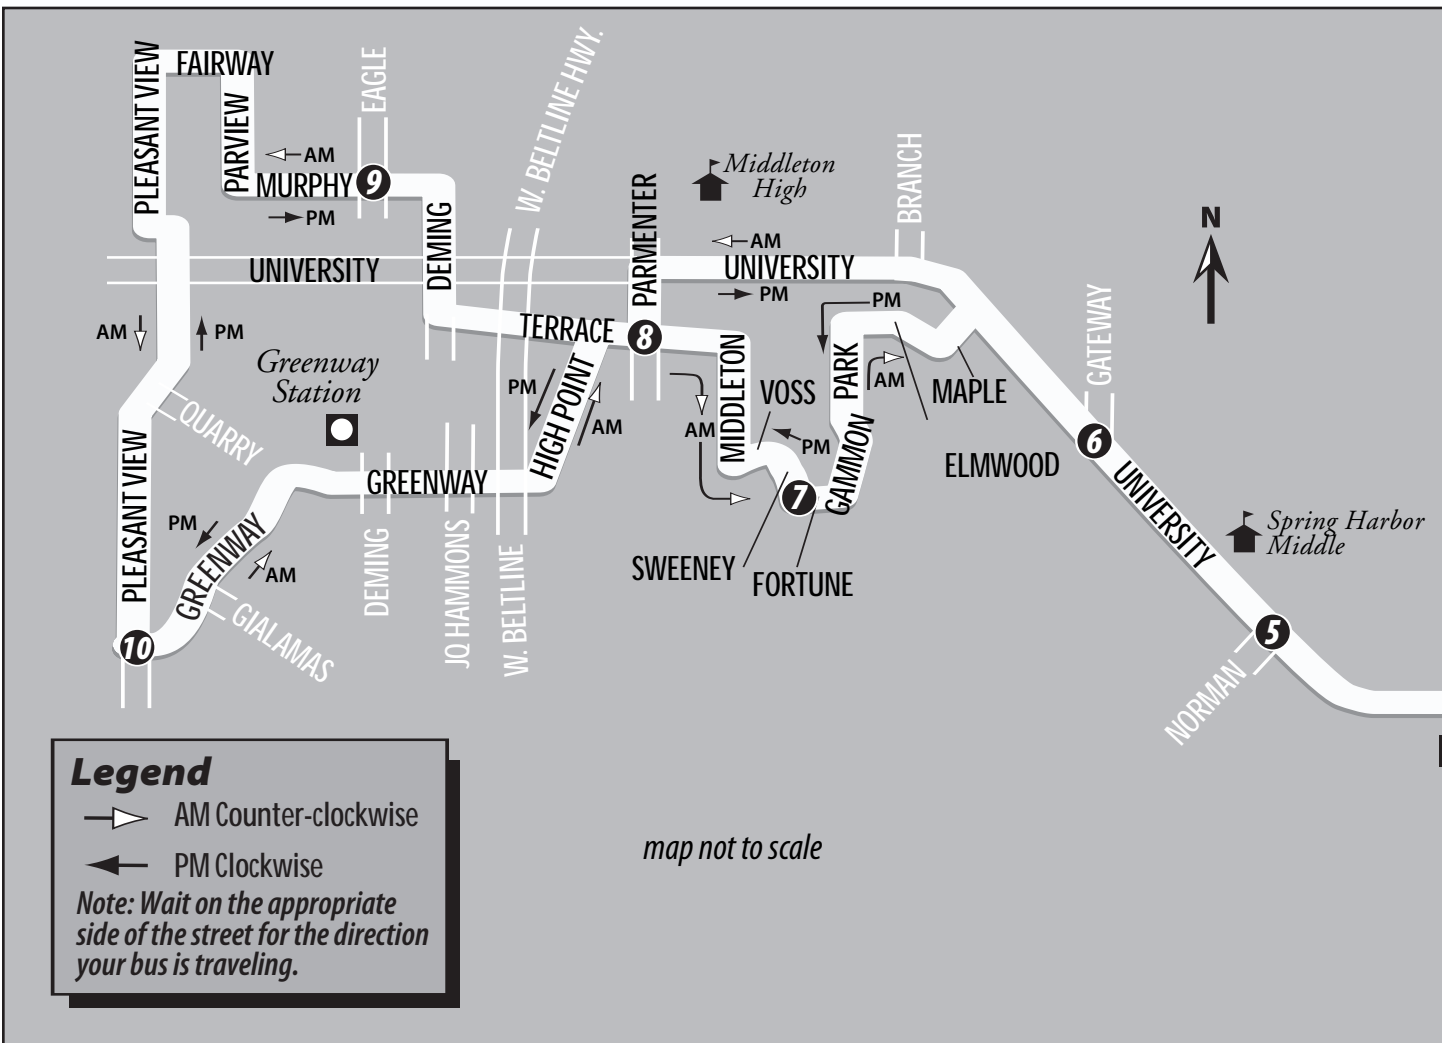 PLEASANT VIEW
FAIRWAY
PARVIEW
EAGLE
AM
MURPHY
9
PM
DEMING
W. BELTLINE HWY.
PARMENTER
Middleton
High
BRANCH
N
AM
UNIVERSITY
UNIVERSITY
PM
PM
AM
PM
Greenway
Station
TERRACE
8
MIDDLETON
PARK
AM
MAPLE
GATEWAY
QUARRY
PM
HIGH POINT
AM
AM
VOSS
PM
GAMMON
ELMWOOD
6
UNIVERSITY
PLEASANT VIEW
GREENWAY
7
PM
GREENWAY
AM
DEMING
JQ HAMMONS
W. BELTLINE
SWEENEY
FORTUNE
Spring Harbor
Middle
10
GIALAMAS
5
NORMAN
Legend
AM Counter-clockwise
PM Clockwise
Note: Wait on the appropriate
side of the street for the direction
your bus is traveling.
map not to scale